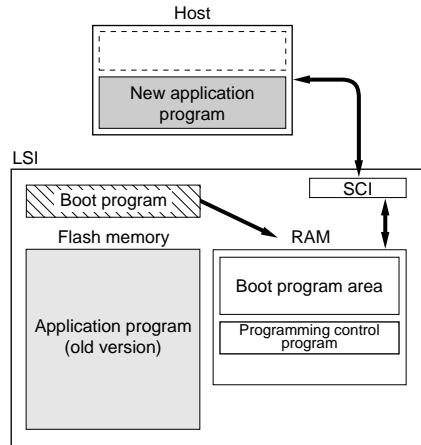 Host
New application
program
LSI
SCI
Boot program
Flash memory
RAM
Boot program area
Application program
(old version)
Programming control
program